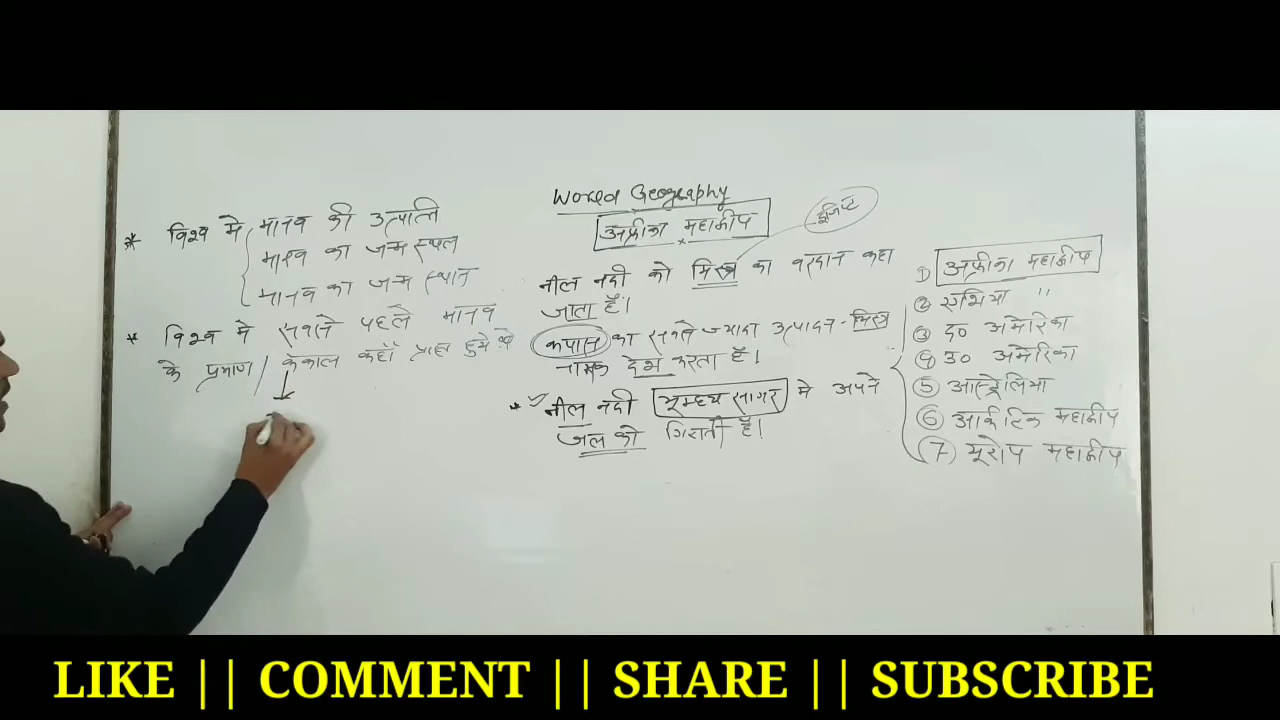 World Geography
अफ्रीका महाद्वीप
इजिप्ट
* विश्व मे मानव की उत्पत्ति
मानव का जन्म स्थल
मानव का जन्म स्थान
* विश्व मे सबसे पहले मानव
के प्रमाण / कंकाल कहाँ प्राप्त हुये थे
नील नदी को मिस्त्र का वरदान कहा
जाता हैं।
कपास का सबसे ज्यादा उत्पादन - मिस्त्र
नामक देश करता हैं।
* नील नदी भूमध्य सागर मे अपने
जल को गिराती हैं।
① अफ्रीका महाद्वीप
② एशिया "
③ द० अमेरिका
④ उ० अमेरिका
⑤ आस्ट्रेलिया
⑥ आर्कटिक महाद्वीप
⑦ यूरोप महाद्वीप
LIKE || COMMENT || SHARE || SUBSCRIBE